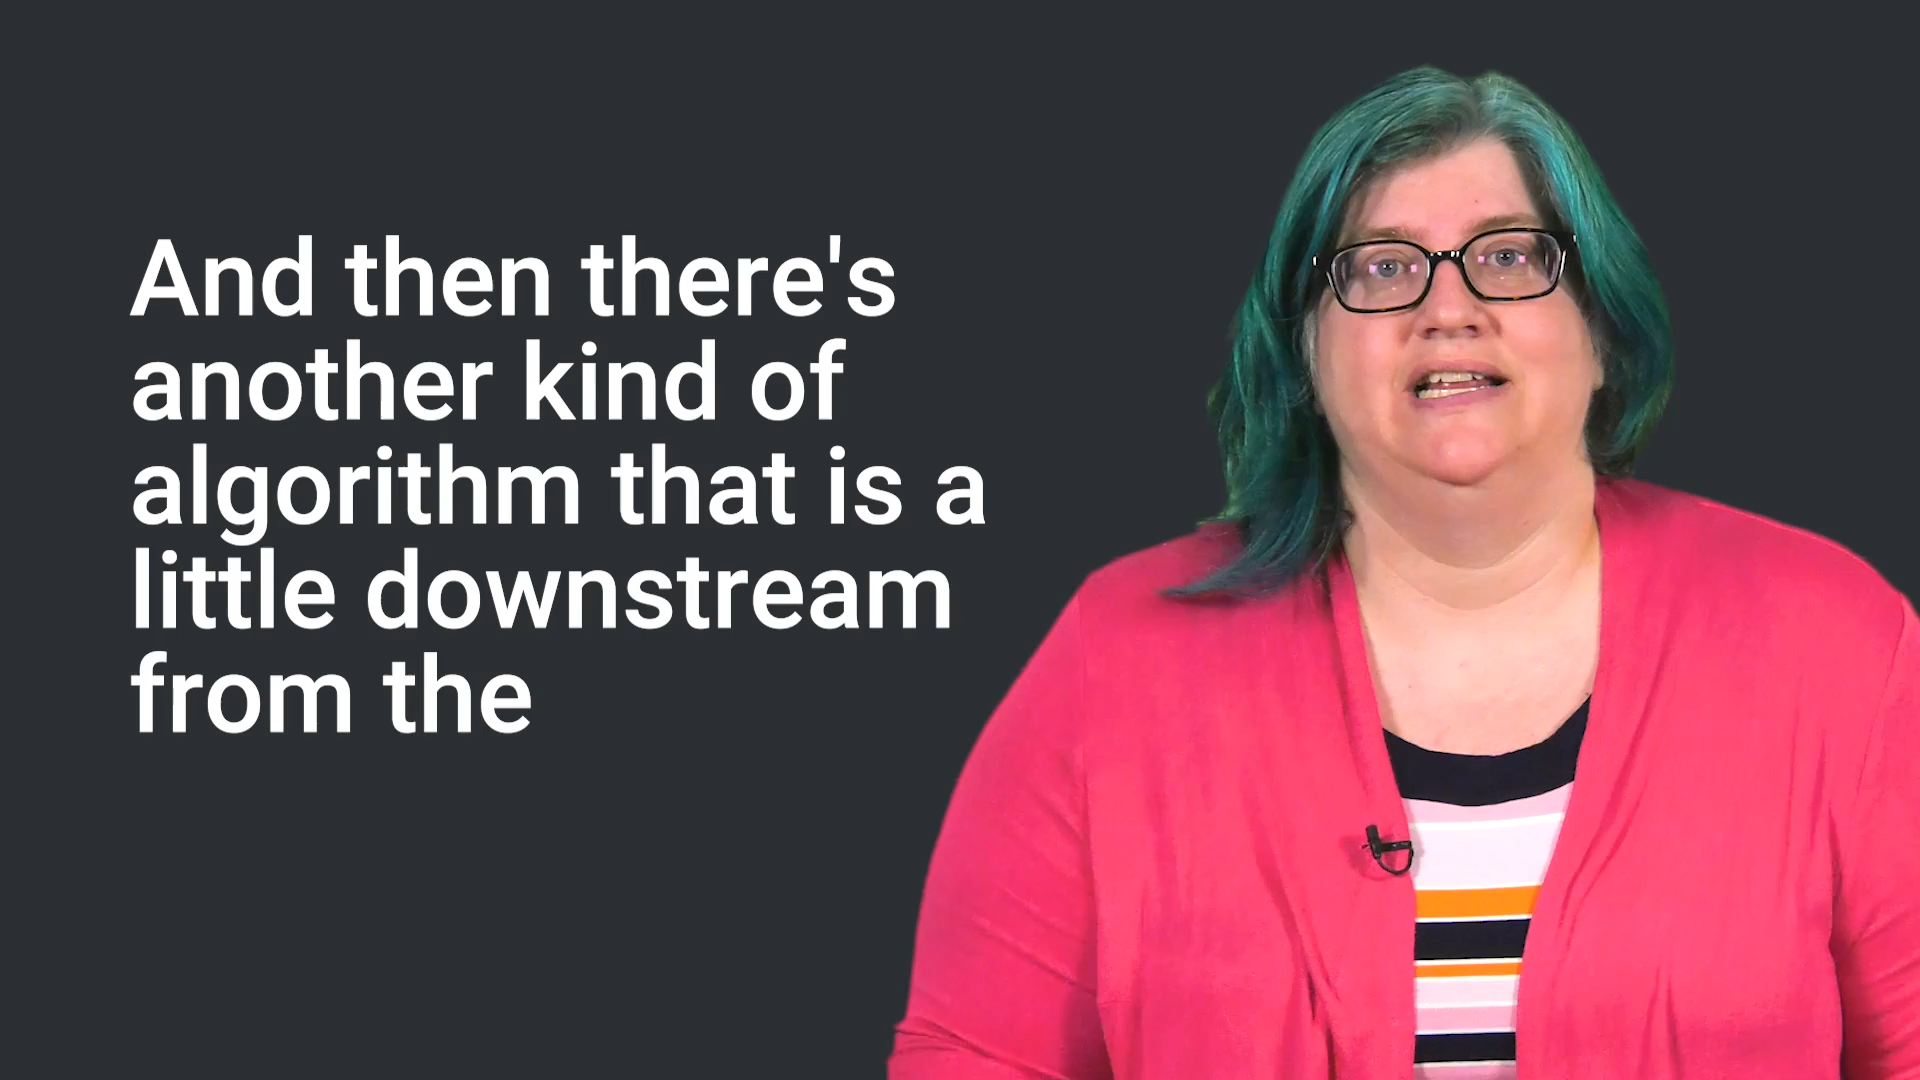 And then there's
another kind of
algorithm that is a
little downstream
from the